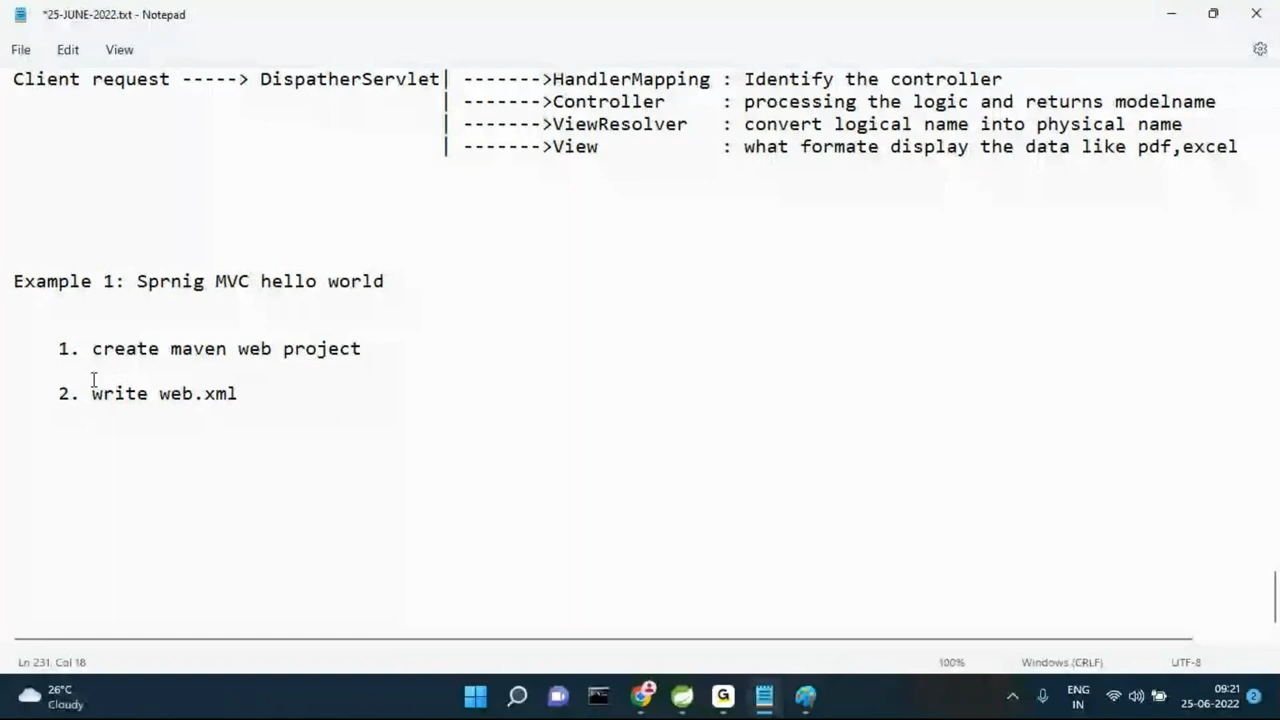 *25-JUNE-2022.txt - Notepad
File Edit View
Client request -----> DispatherServlet| ------->HandlerMapping : Identify the controller
| ------->Controller : processing the logic and returns modelname
| ------->ViewResolver : convert logical name into physical name
| ------->View : what formate display the data like pdf,excel
Example 1: Sprnig MVC hello world
1. create maven web project
2. write web.xml
Ln 231, Col 18 100% Windows (CRLF) UTF-8
26°C
Cloudy
ENG
IN
09:21
25-06-2022
2